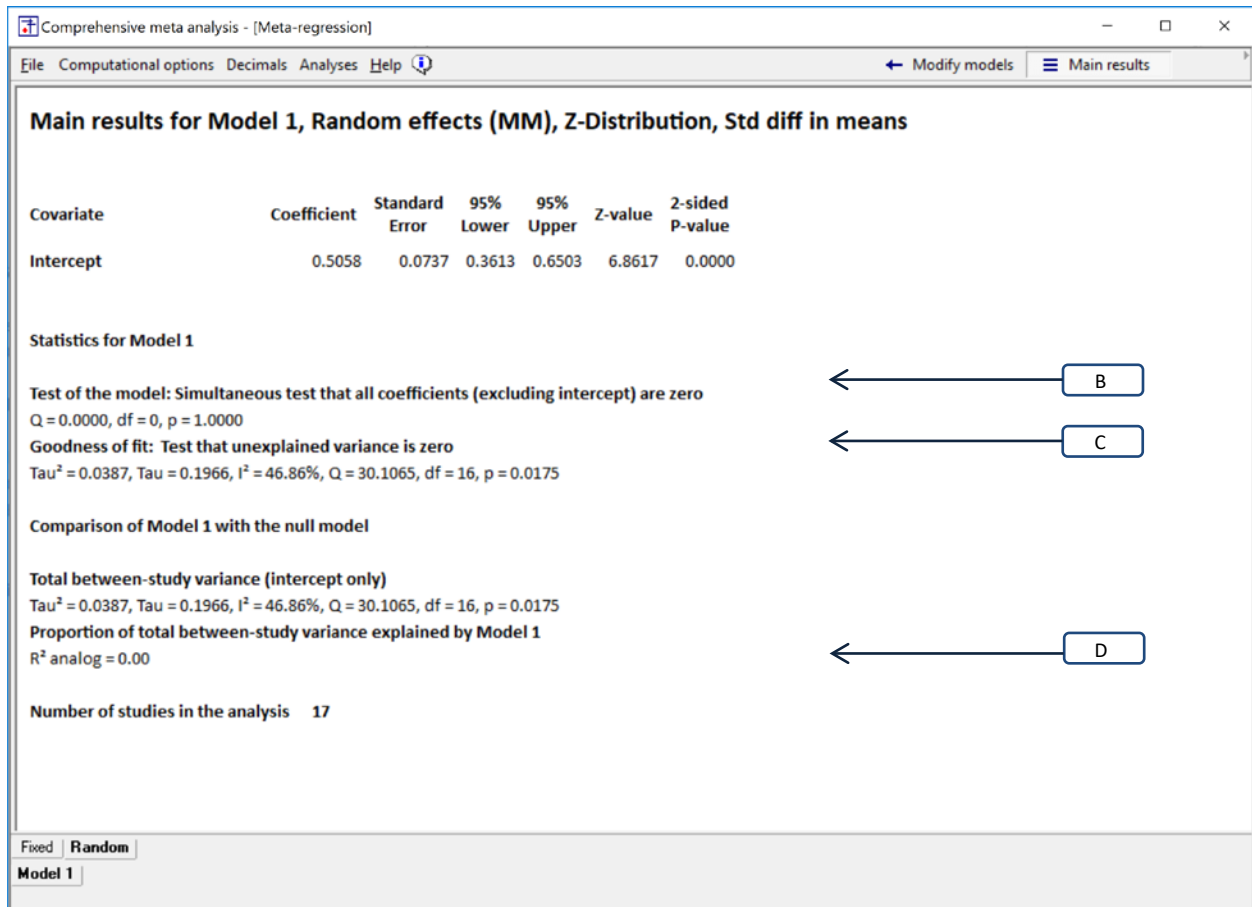 Comprehensive meta analysis - [Meta-regression]
File Computational options Decimals Analyses Help Modify models Main results
Main results for Model 1, Random effects (MM), Z-Distribution, Std diff in means
Covariate Coefficient Standard Error 95% Lower 95% Upper Z-value 2-sided P-value
Intercept 0.5058 0.0737 0.3613 0.6503 6.8617 0.0000
Statistics for Model 1
B
Test of the model: Simultaneous test that all coefficients (excluding intercept) are zero
Q = 0.0000, df = 0, p = 1.0000
C
Goodness of fit: Test that unexplained variance is zero
Tau² = 0.0387, Tau = 0.1966, I² = 46.86%, Q = 30.1065, df = 16, p = 0.0175
Comparison of Model 1 with the null model
Total between-study variance (intercept only)
Tau² = 0.0387, Tau = 0.1966, I² = 46.86%, Q = 30.1065, df = 16, p = 0.0175
Proportion of total between-study variance explained by Model 1
D
R² analog = 0.00
Number of studies in the analysis 17
Fixed Random
Model 1